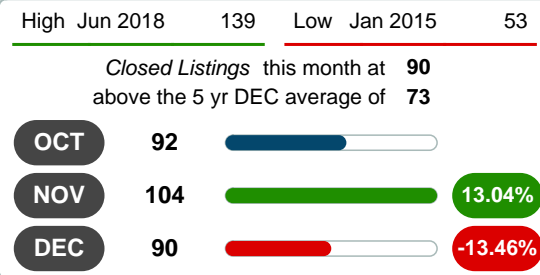 High Jun 2018 139 Low Jan 2015 53
Closed Listings this month at 90
above the 5 yr DEC average of 73
OCT 92
NOV 104 13.04%
DEC 90 -13.46%